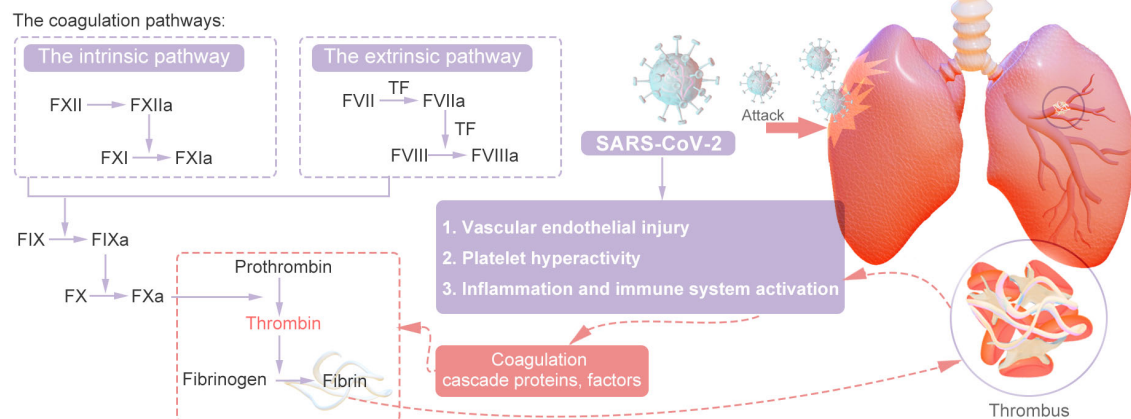 The coagulation pathways:
The intrinsic pathway
FXII FXIIa
FXI FXIa
The extrinsic pathway
TF
FVII FVIIa
TF
FVIII FVIIIa
SARS-CoV-2
Attack
1. Vascular endothelial injury
2. Platelet hyperactivity
3. Inflammation and immune system activation
FIX FIXa
FX FXa
Prothrombin
Thrombin
Fibrinogen Fibrin
Coagulation
cascade proteins, factors
Thrombus